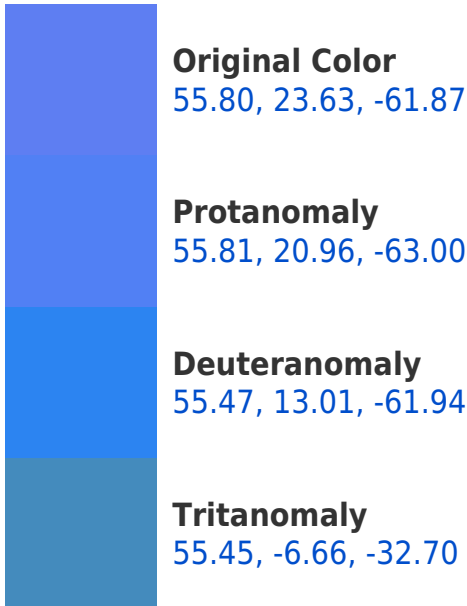 Original Color
55.80, 23.63, -61.87
Protanomaly
55.81, 20.96, -63.00
Deuteranomaly
55.47, 13.01, -61.94
Tritanomaly
55.45, -6.66, -32.70